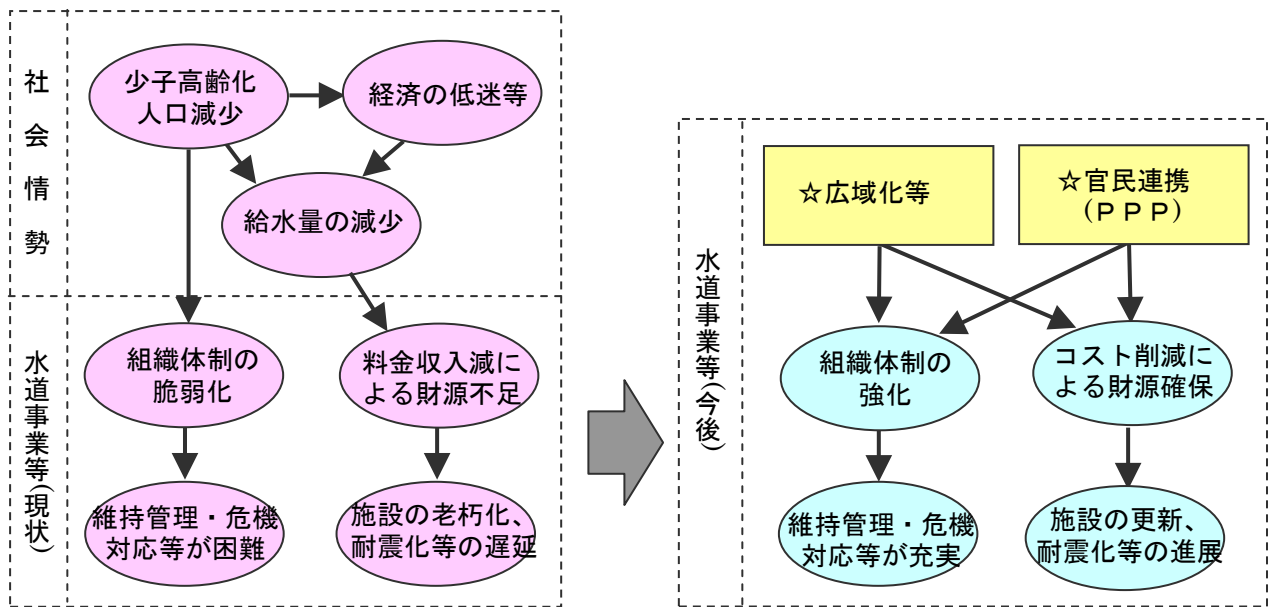 社会情勢
少子高齢化
人口減少
経済の低迷等
給水量の減少
水道事業等(現状)
組織体制の
脆弱化
料金収入減に
よる財源不足
維持管理・危機
対応等が困難
施設の老朽化、
耐震化等の遅延
水道事業等(今後)
☆広域化等
☆官民連携
(PPP)
組織体制の
強化
コスト削減に
よる財源確保
維持管理・危機
対応等が充実
施設の更新、
耐震化等の進展